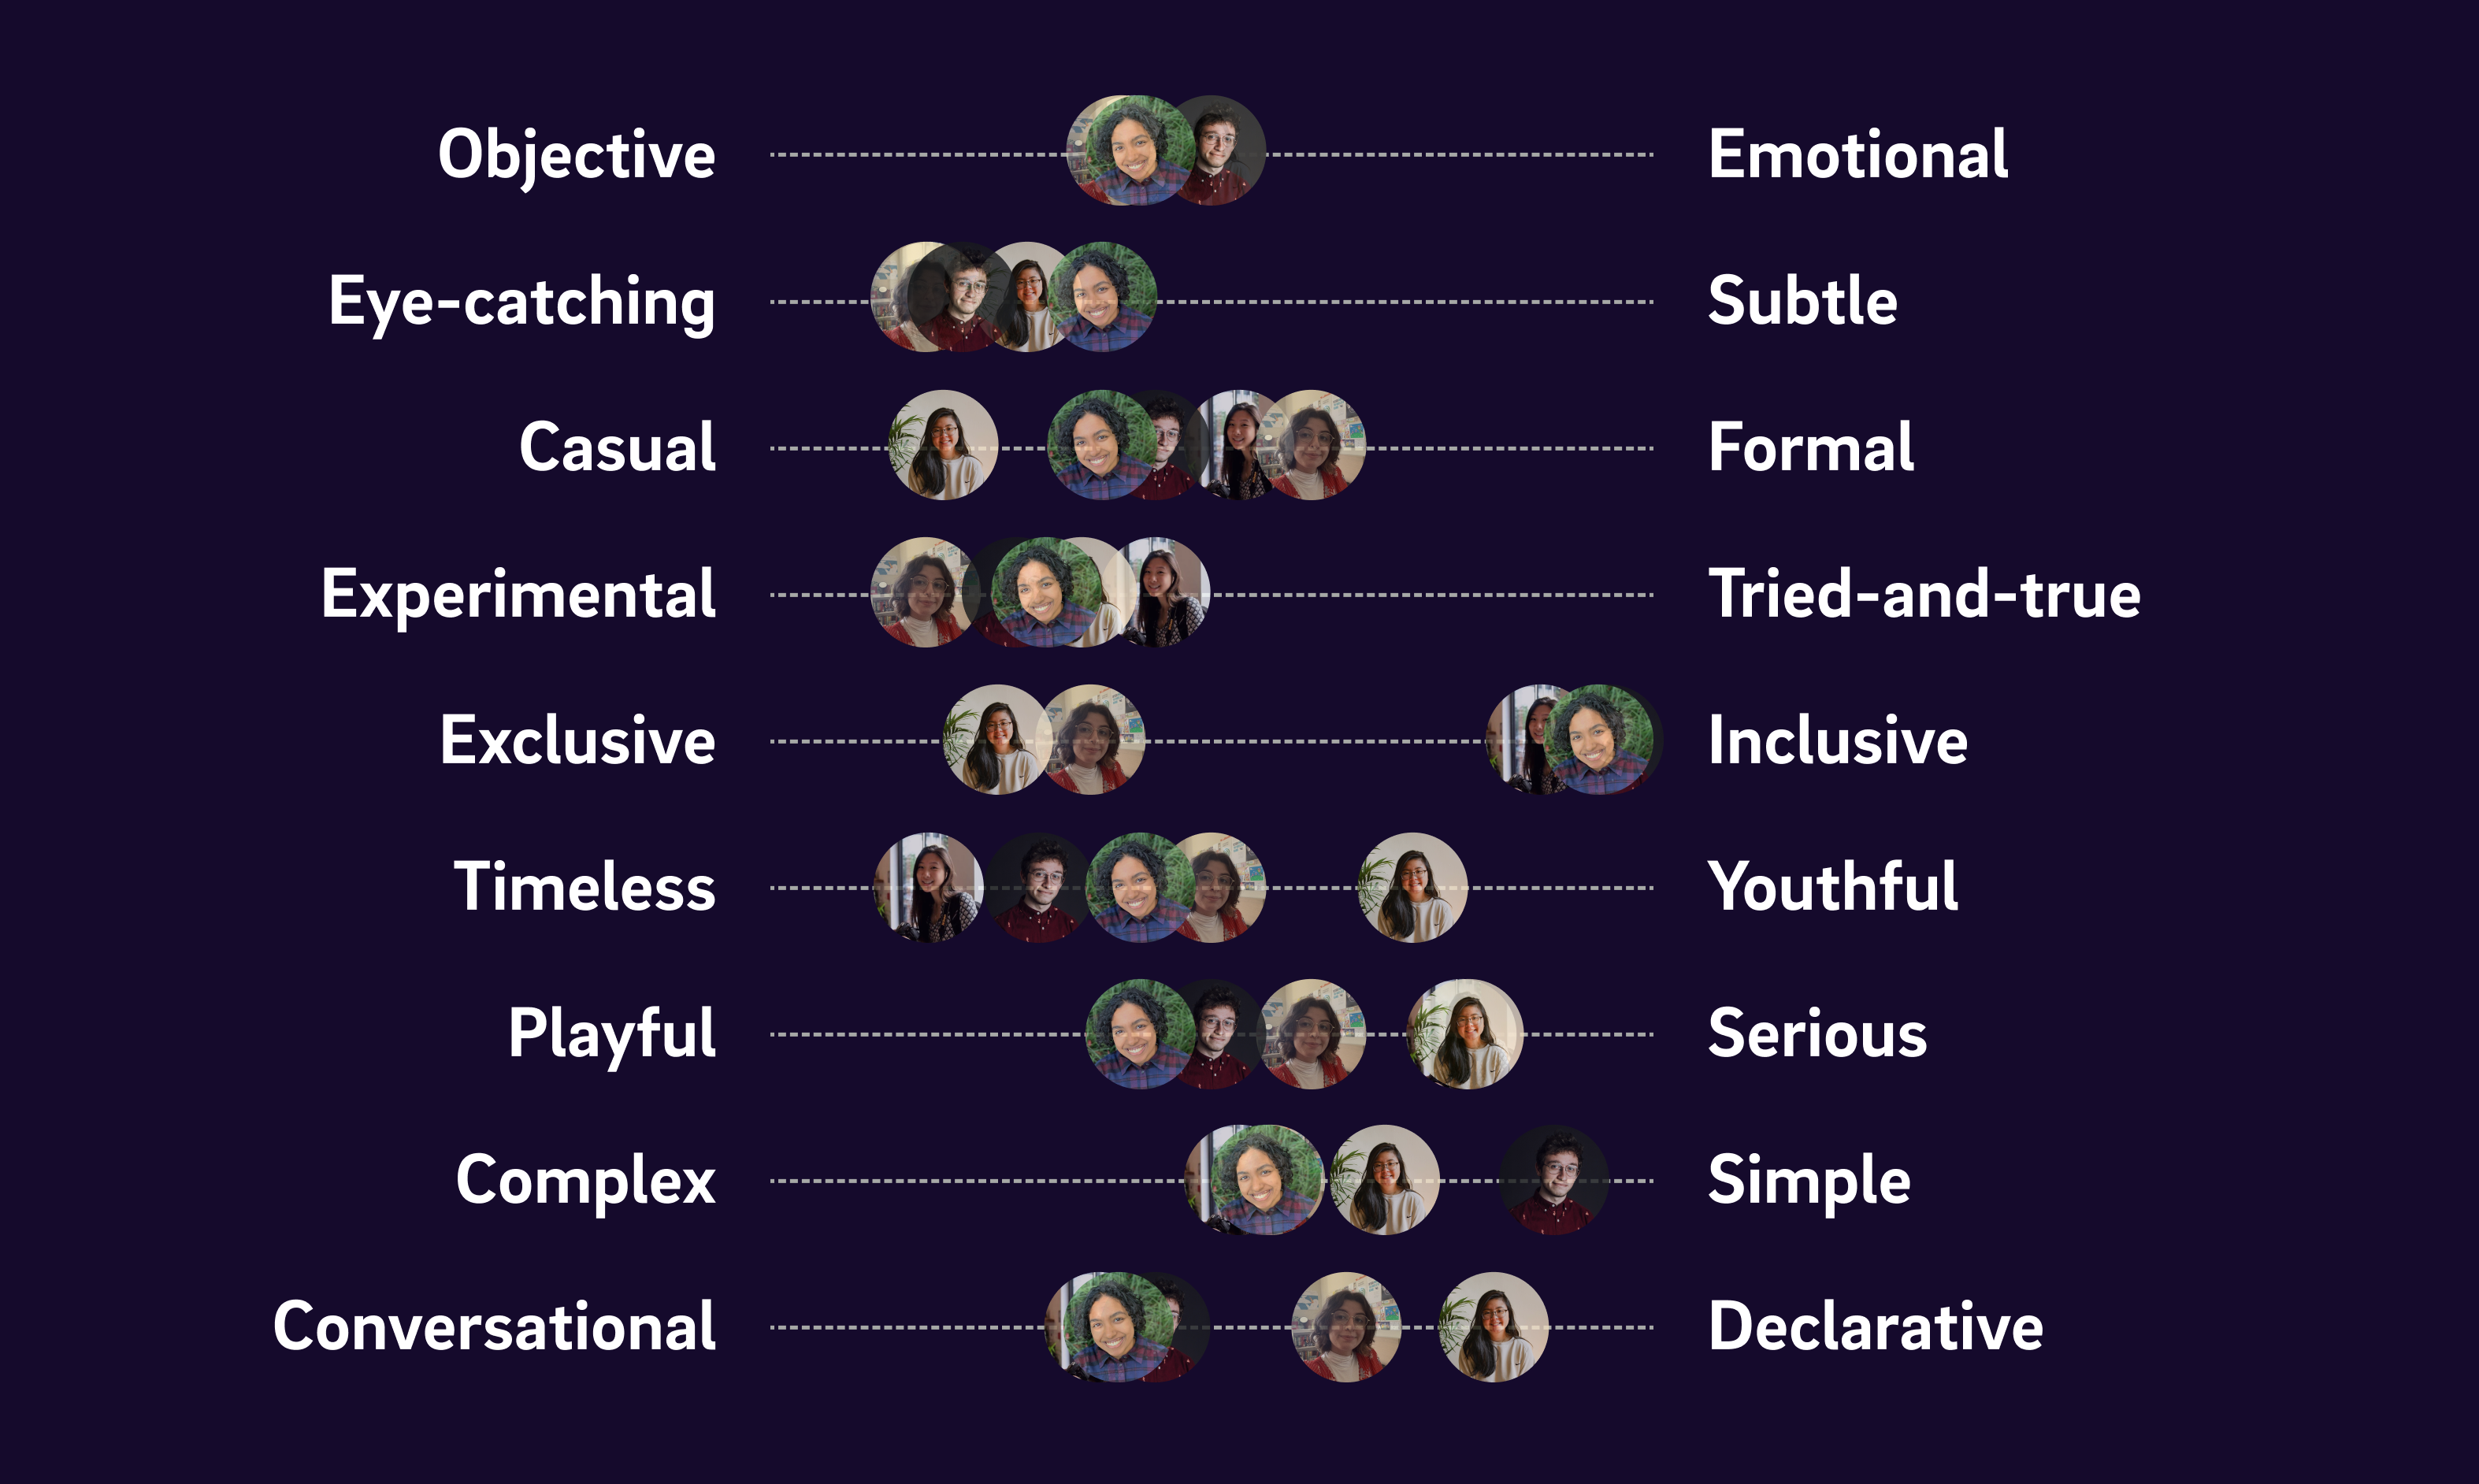 Objective Emotional
Eye-catching Subtle
Casual Formal
Experimental Tried-and-true
Exclusive Inclusive
Timeless Youthful
Playful Serious
Complex Simple
Conversational Declarative